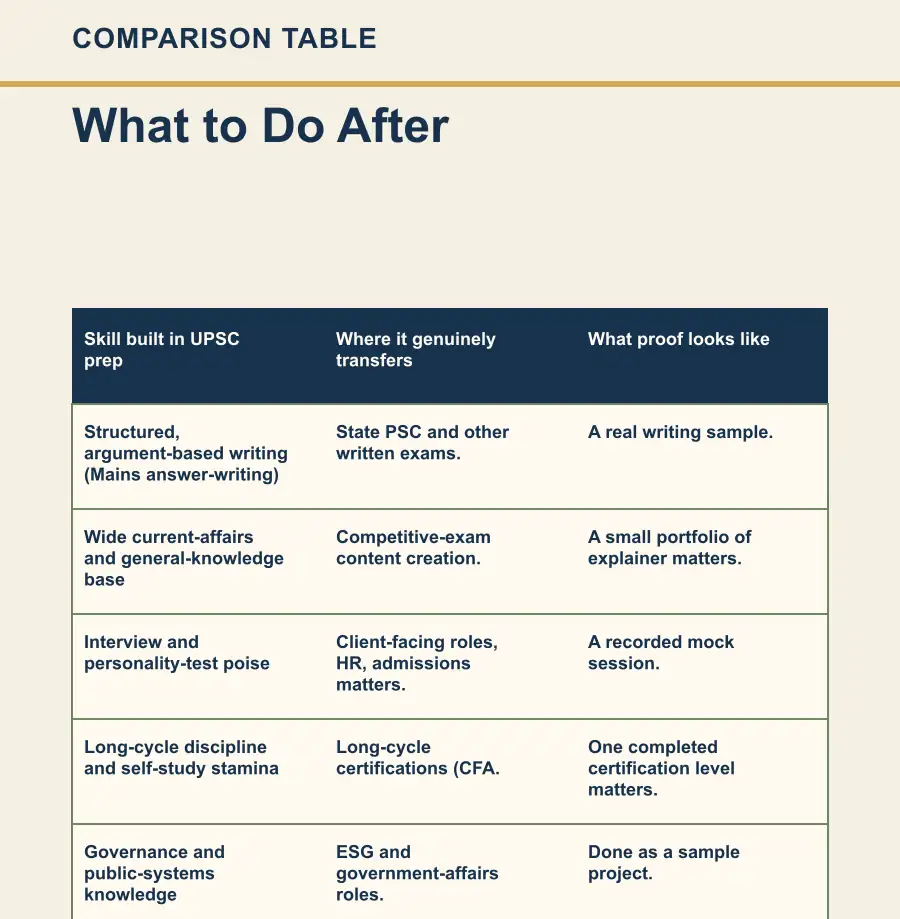 COMPARISON TABLE
What to Do After
Skill built in UPSC
prep
Where it genuinely
transfers
What proof looks like
Structured,
argument-based writing
(Mains answer-writing)
State PSC and other
written exams.
A real writing sample.
Wide current-affairs
and general-knowledge
base
Competitive-exam
content creation.
A small portfolio of
explainer matters.
Interview and
personality-test poise
Client-facing roles,
HR, admissions
matters.
A recorded mock
session.
Long-cycle discipline
and self-study stamina
Long-cycle
certifications (CFA.
One completed
certification level
matters.
Governance and
public-systems
knowledge
ESG and
government-affairs
roles.
Done as a sample
project.